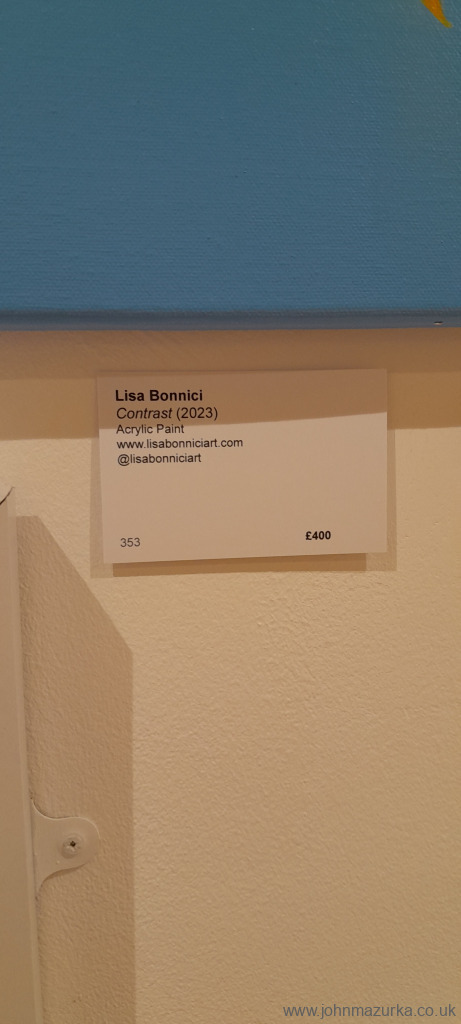 Lisa Bonnici
Contrast (2023)
Acrylic Paint
www.lisabonniciart.com
@lisabonniciart
353
£400
www.johnmazurka.co.uk